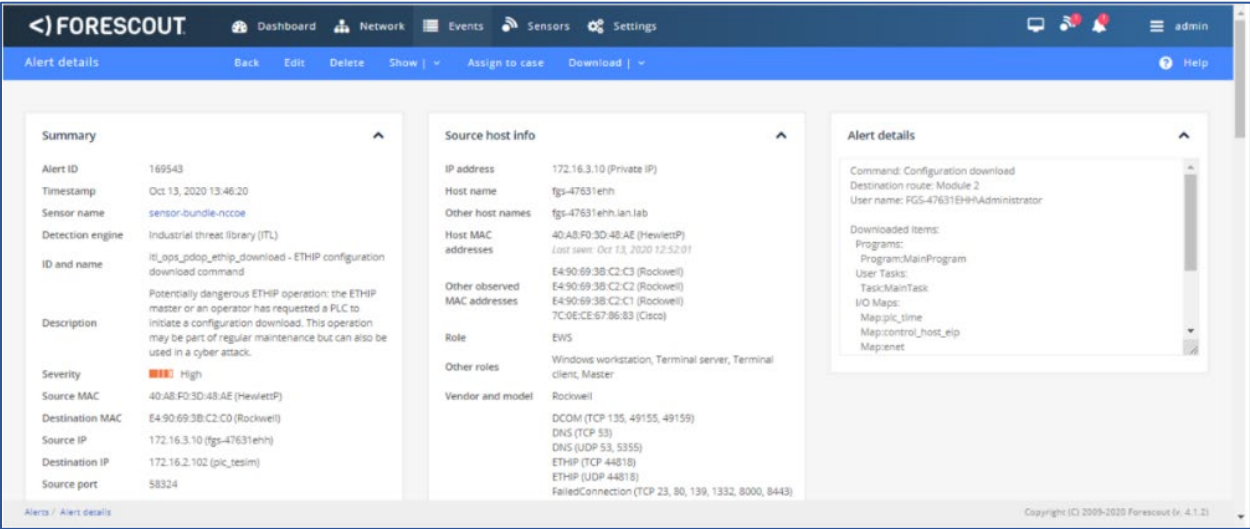 <) FORESCOUT.
Dashboard Network Events Sensors Settings
admin
Alert details Back Edit Delete Show | Assign to case Download | Help
Summary
Alert ID 169543
Timestamp Oct 13, 2020 13:46:20
Sensor name sensor-bundle-nccoe
Detection engine Industrial threat library (ITL)
ID and name itl_ops_pdop_ethip_download - ETHIP configuration
download command
Description Potentially dangerous ETHIP operation: the ETHIP
master or an operator has requested a PLC to
initiate a configuration download. This operation
may be part of regular maintenance but can also be
used in a cyber attack.
Severity High
Source MAC 40:A8:F0:3D:48:AE (HewlettP)
Destination MAC E4:90:69:3B:C2:C0 (Rockwell)
Source IP 172.16.3.10 (fgs-47631ehh)
Destination IP 172.16.2.102 (plc_tesim)
Source port 58324
Source host info
IP address 172.16.3.10 (Private IP)
Host name fgs-47631ehh
Other host names fgs-47631ehh.lan.lab
Host MAC
addresses
40:A8:F0:3D:48:AE (HewlettP)
Last seen: Oct 13, 2020 12:52:01
Other observed
MAC addresses
E4:90:69:3B:C2:C3 (Rockwell)
E4:90:69:3B:C2:C2 (Rockwell)
E4:90:69:3B:C2:C1 (Rockwell)
7C:0E:CE:67:86:83 (Cisco)
Role EWS
Other roles Windows workstation, Terminal server, Terminal
client, Master
Vendor and model Rockwell
DCOM (TCP 135, 49155, 49159)
DNS (TCP 53)
DNS (UDP 53, 5355)
ETHIP (TCP 44818)
ETHIP (UDP 44818)
FailedConnection (TCP 23, 80, 139, 1332, 8000, 8443)
Alert details
Command: Configuration download
Destination route: Module 2
User name: FGS-47631EHH\Administrator
Downloaded items:
Programs:
Program:MainProgram
User Tasks:
Task:MainTask
I/O Maps:
Map:plc_time
Map:control_host_eip
Map:enet
Alerts / Alert details
Copyright (C) 2009-2020 Forescout (v. 4.1.2)